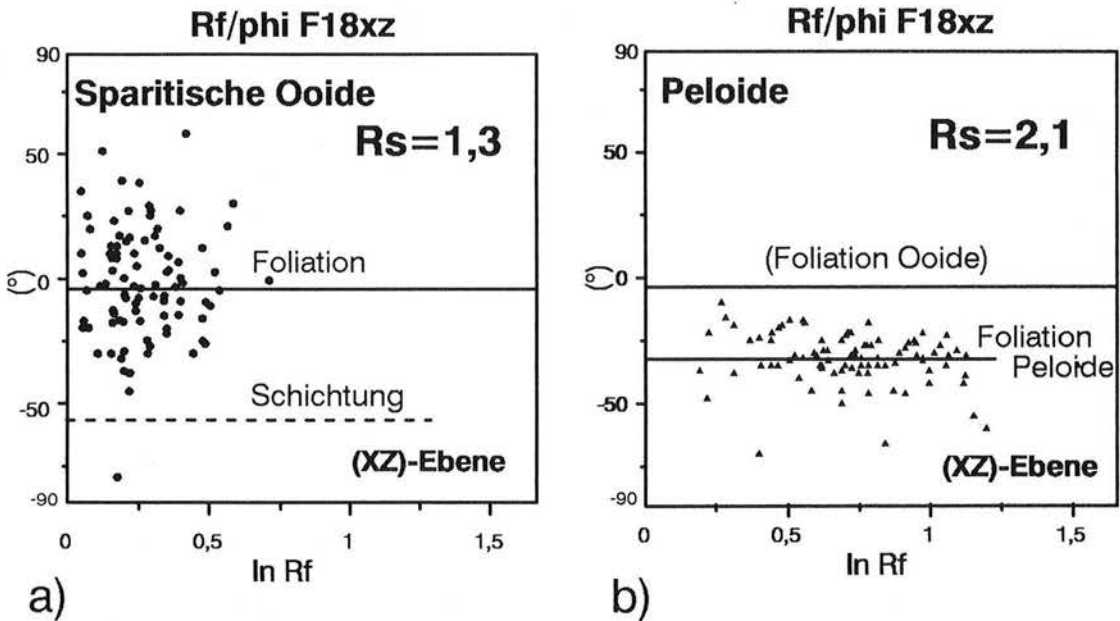 Rf/phi F18xz
90
50
0
-50
-90
(°)
Sparitische Ooide
Rs=1,3
Foliation
Schichtung
(XZ)-Ebene
0 0,5 1 1,5
ln Rf
a)
Rf/phi F18xz
90
50
0
-50
-90
(°)
Peloide
Rs=2,1
(Foliation Ooide)
Foliation
Peloide
(XZ)-Ebene
0 0,5 1 1,5
ln Rf
b)